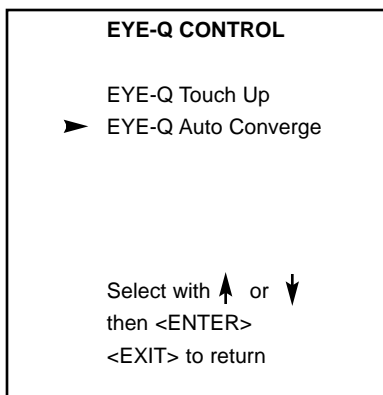 EYE-Q CONTROL
EYE-Q Touch Up
➤ EYE-Q Auto Converge
Select with ↑ or ↓
then <ENTER>
<EXIT> to return